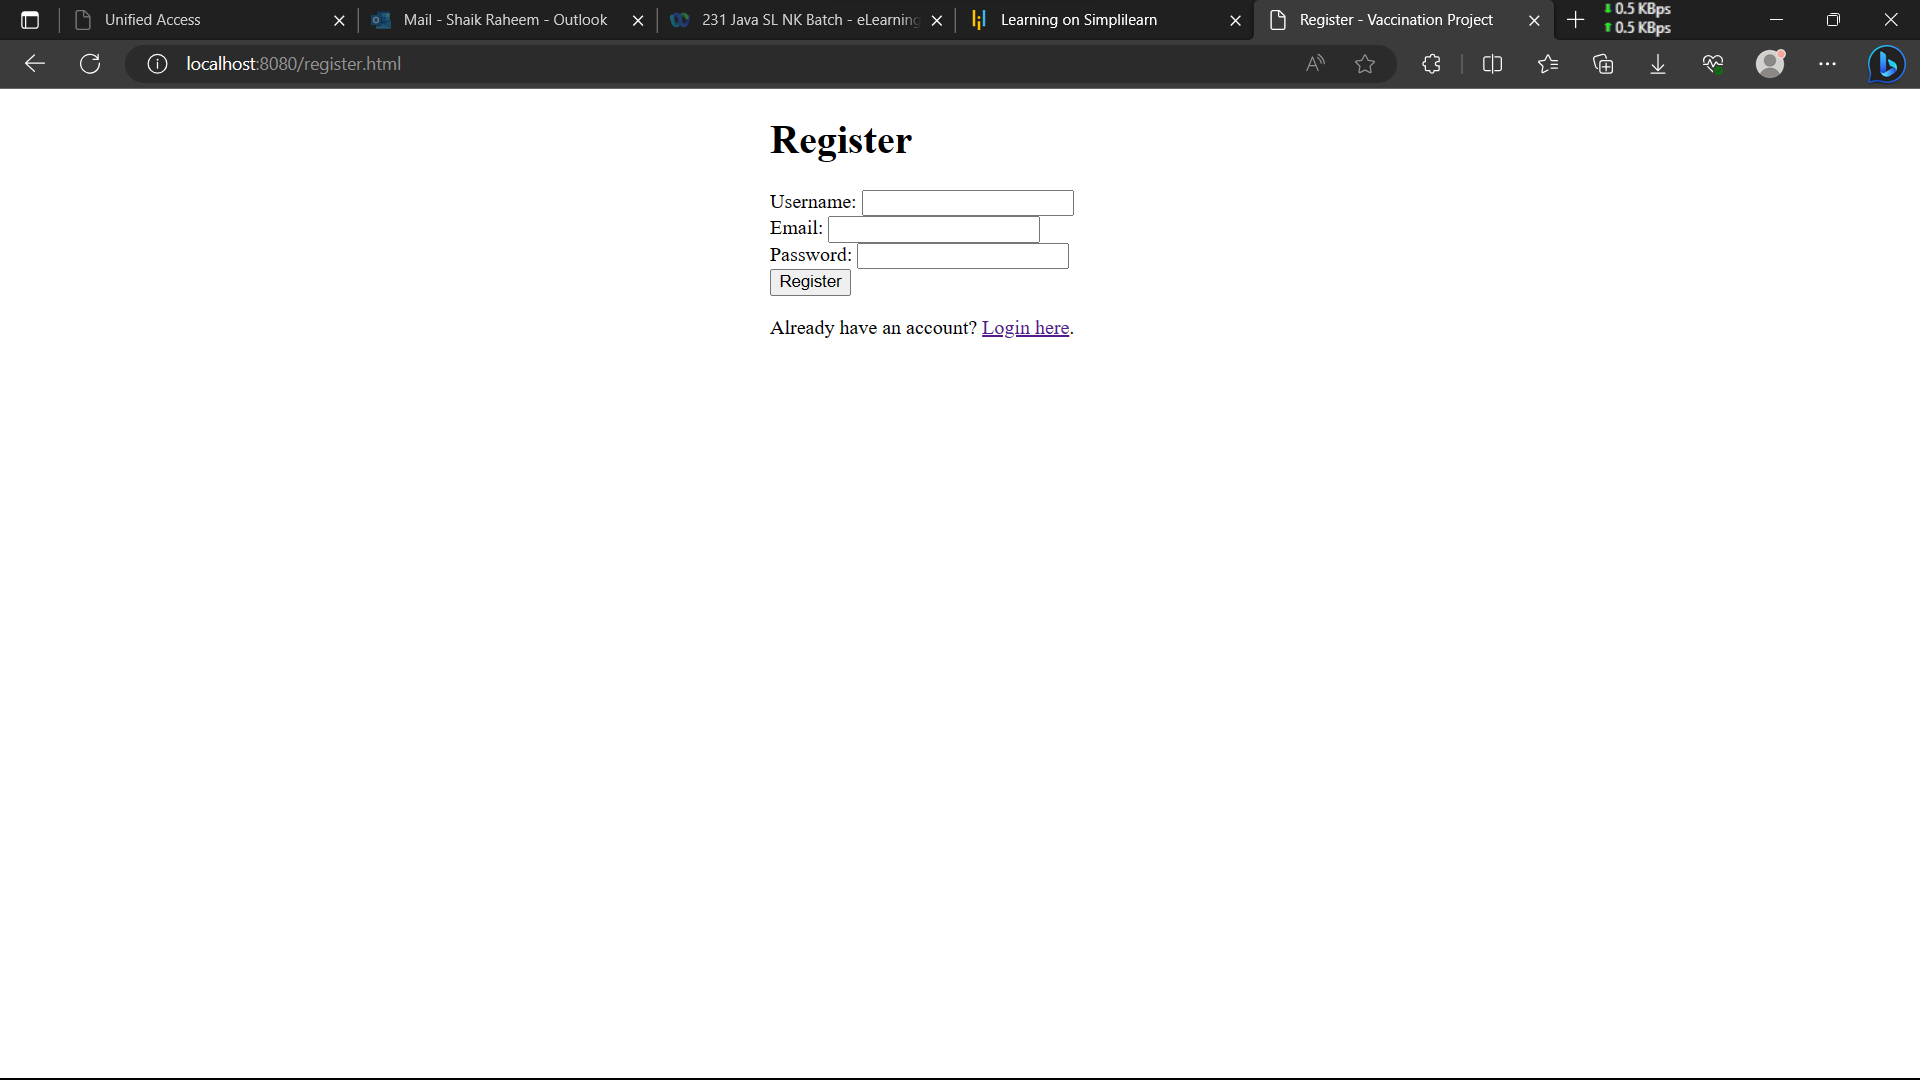 Unified Access
Mail - Shaik Raheem - Outlook
231 Java SL NK Batch - eLearning
Learning on Simplilearn
Register - Vaccination Project
0.5 KBps
0.5 KBps
localhost:8080/register.html
Register
Username:
Email:
Password:
Register
Already have an account? Login here.